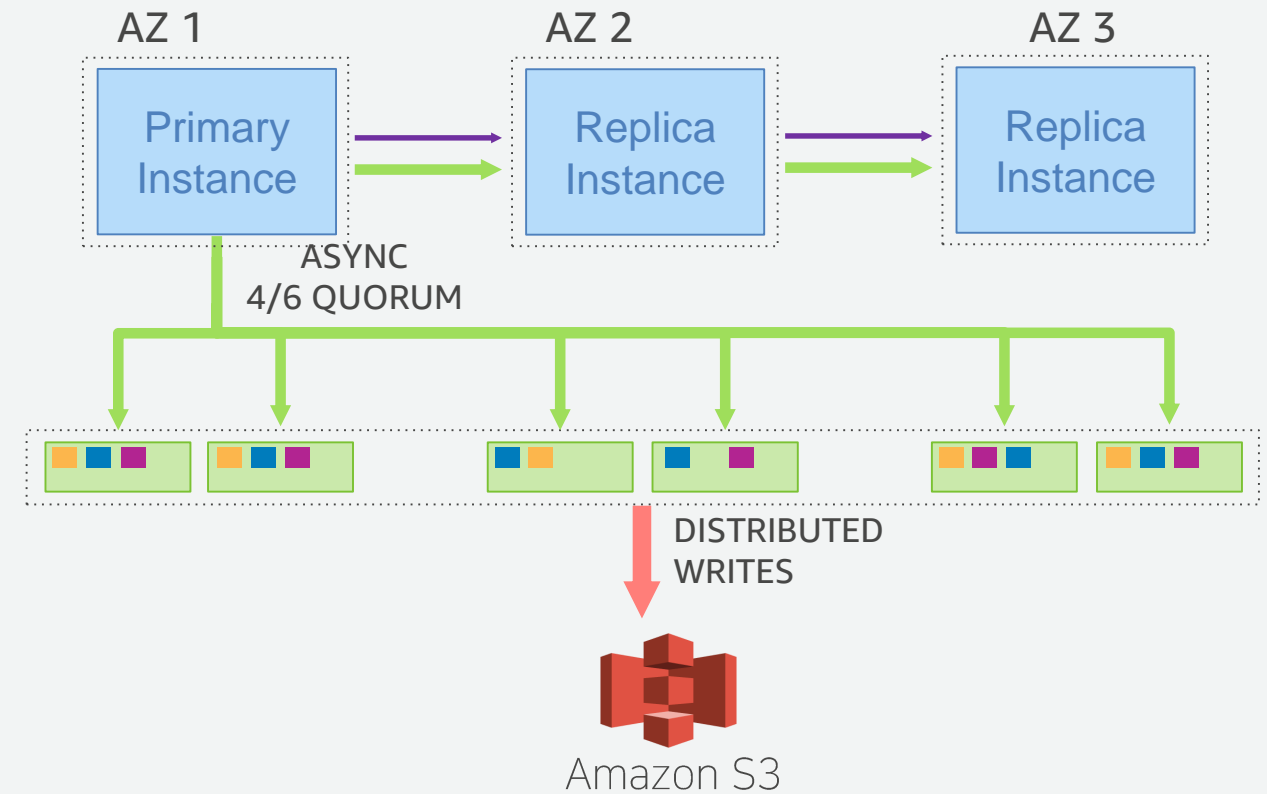 AZ 1
AZ 2
AZ 3
Primary
Instance
Replica
Instance
Replica
Instance
ASYNC
4/6 QUORUM
DISTRIBUTED
WRITES
Amazon S3